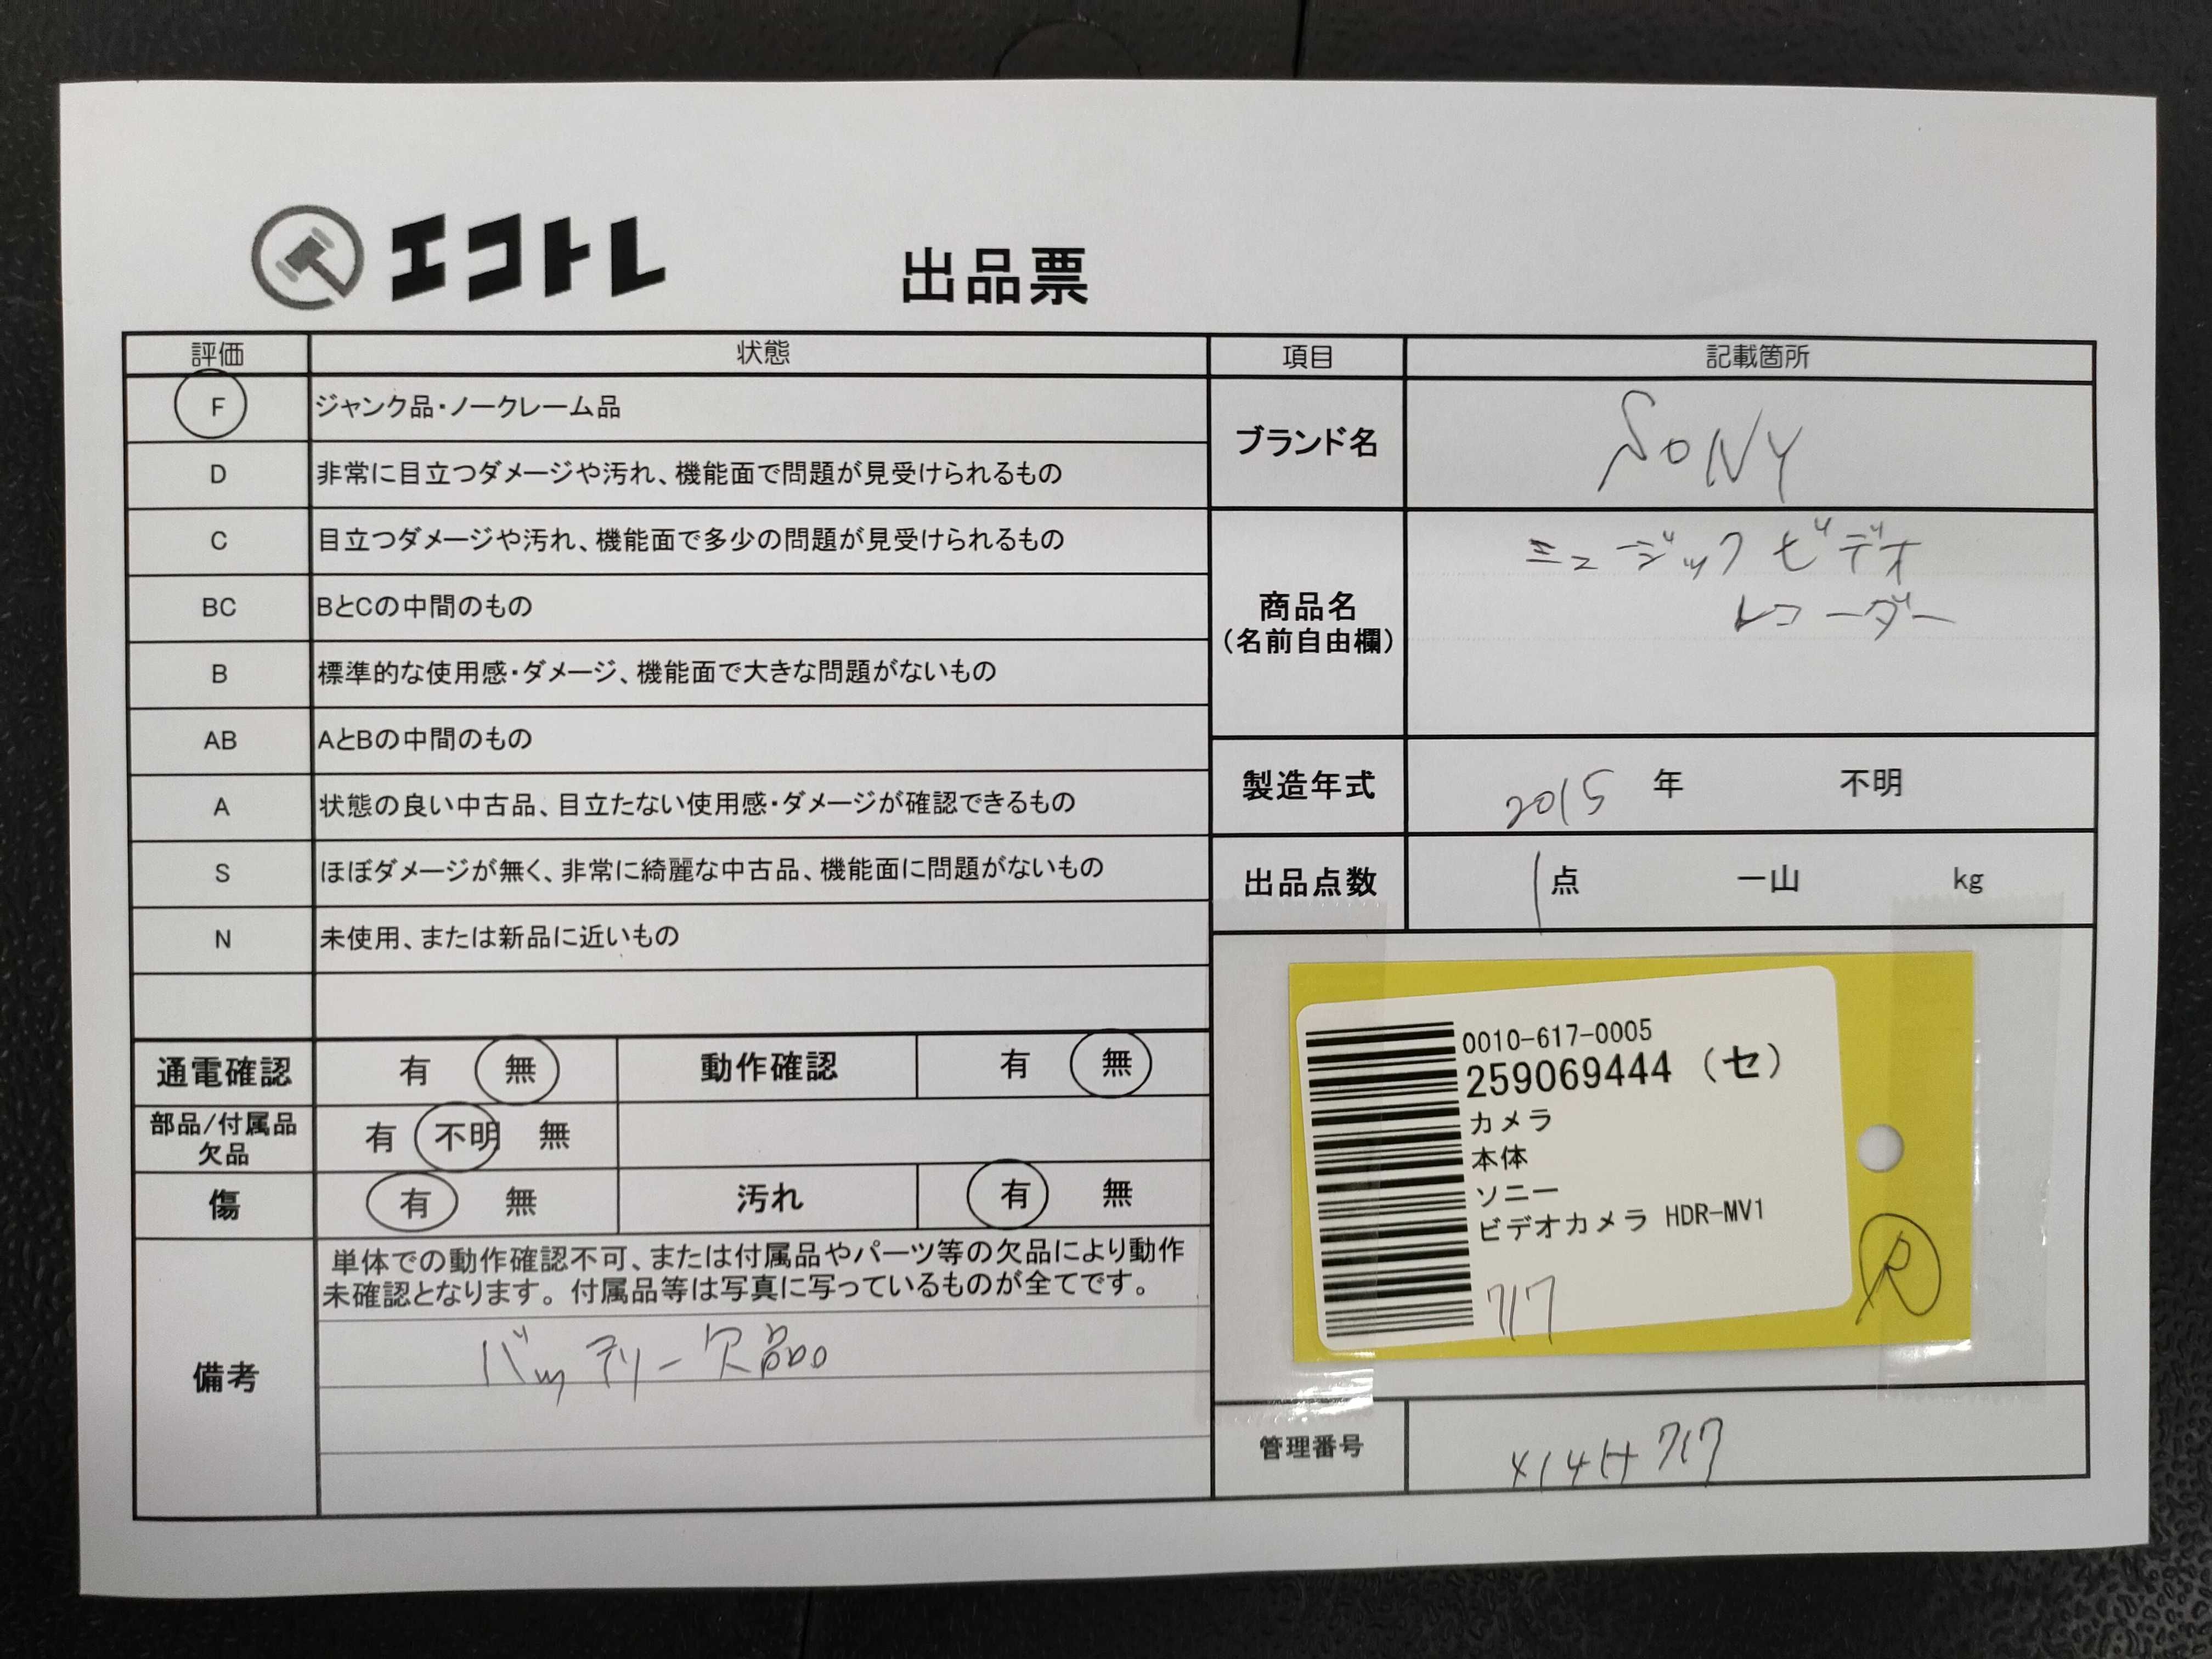 エコトレ
出品票
評価 状態
F ジャンク品・ノークレーム品
D 非常に目立つダメージや汚れ、機能面で問題が見受けられるもの
C 目立つダメージや汚れ、機能面で多少の問題が見受けられるもの
BC BとCの中間のもの
B 標準的な使用感・ダメージ、機能面で大きな問題がないもの
AB AとBの中間のもの
A 状態の良い中古品、目立たない使用感・ダメージが確認できるもの
S ほぼダメージが無く、非常に綺麗な中古品、機能面に問題がないもの
N 未使用、または新品に近いもの
通電確認 有 無 動作確認 有 無
部品/付属品
欠品 有 不明 無
傷 有 無 汚れ 有 無
備考
単体での動作確認不可、または付属品やパーツ等の欠品により動作
未確認となります。付属品等は写真に写っているものが全てです。
バッテリー欠品
項目 記載箇所
ブランド名 SONY
商品名
(名前自由欄)
ミュージックビデオ
レコーダー
製造年式 2015 年 不明
出品点数 1 点 一山 kg
0010-617-0005
259069444 (セ)
カメラ
本体
ソニー
ビデオカメラ HDR-MV1
717
R
管理番号 717